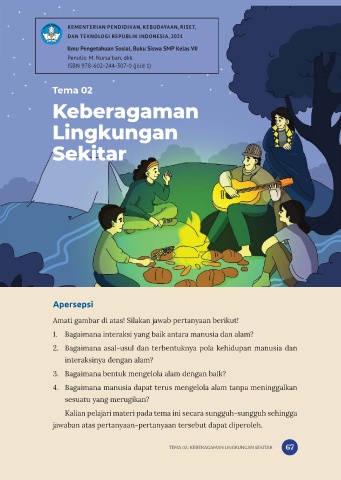 KEMENTERIAN PENDIDIKAN, KEBUDAYAAN, RISET,
DAN TEKNOLOGI REPUBLIK INDONESIA, 2021
Ilmu Pengetahuan Sosial, Buku Siswa SMP Kelas VII
Penulis: M. Nursa'ban, dkk.
ISBN 978-602-244-307-0 (jilid 1)
Tema 02
Keberagaman
Lingkungan
Sekitar
Apersepsi
Amati gambar di atas! Silakan jawab pertanyaan berikut!
1. Bagaimana interaksi yang baik antara manusia dan alam?
2. Bagaimana asal-usul dan terbentuknya pola kehidupan manusia dan
interaksinya dengan alam?
3. Bagaimana bentuk mengelola alam dengan baik?
4. Bagaimana manusia dapat terus mengelola alam tanpa meninggalkan
sesuatu yang merugikan?
Kalian pelajari materi pada tema ini secara sungguh-sungguh sehingga
jawaban atas pertanyaan-pertanyaan tersebut dapat diperoleh.
TEMA 02: KEBERAGAMAN LINGKUNGAN SEKITAR 67